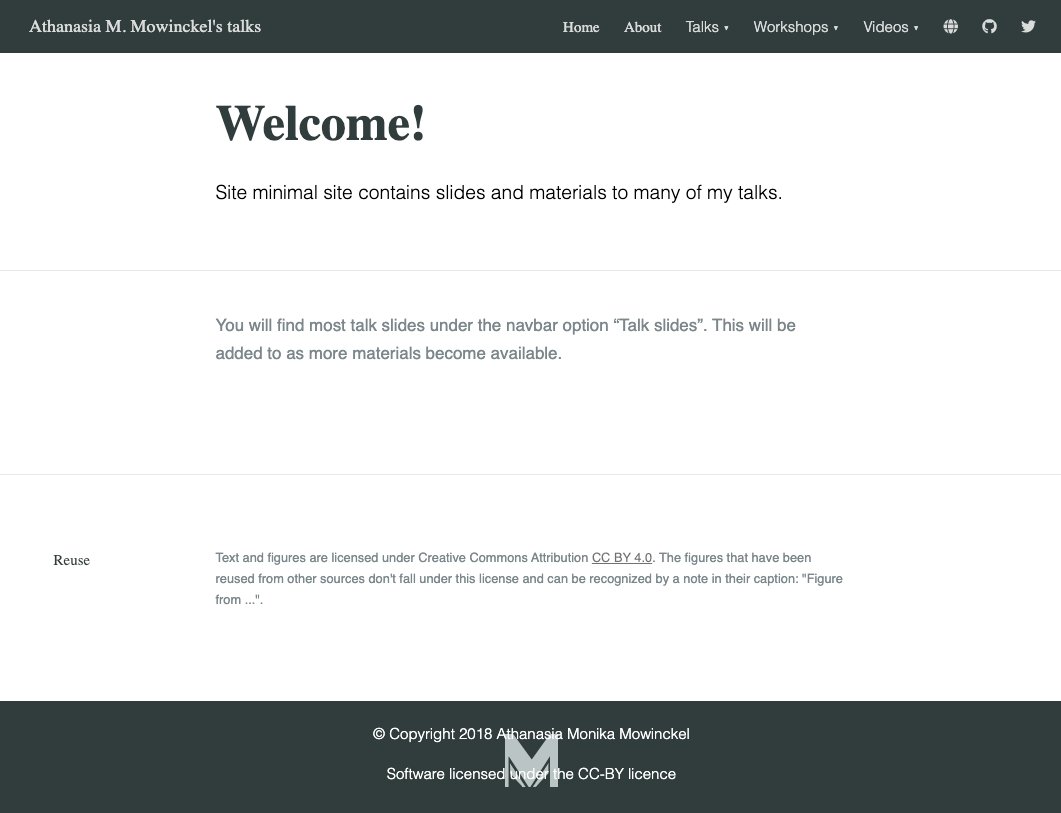 Athanasia M. Mowinckel's talks
Home About Talks ▾ Workshops ▾ Videos ▾
Welcome!
Site minimal site contains slides and materials to many of my talks.
You will find most talk slides under the navbar option “Talk slides”. This will be
added to as more materials become available.
Reuse
Text and figures are licensed under Creative Commons Attribution CC BY 4.0. The figures that have been
reused from other sources don't fall under this license and can be recognized by a note in their caption: "Figure
from ...".
© Copyright 2018 Athanasia Monika Mowinckel
Software licensed under the CC-BY licence